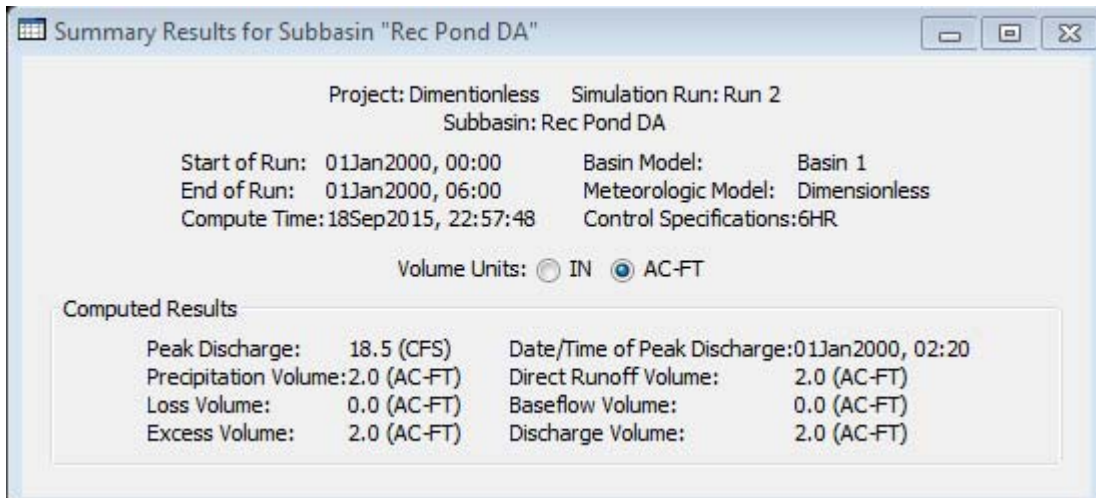 Summary Results for Subbasin "Rec Pond DA"
Project: Dimentionless Simulation Run: Run 2
Subbasin: Rec Pond DA
Start of Run: 01Jan2000, 00:00 Basin Model: Basin 1
End of Run: 01Jan2000, 06:00 Meteorologic Model: Dimensionless
Compute Time:18Sep2015, 22:57:48 Control Specifications:6HR
Volume Units: IN AC-FT
Computed Results
Peak Discharge: 18.5 (CFS) Date/Time of Peak Discharge:01Jan2000, 02:20
Precipitation Volume:2.0 (AC-FT) Direct Runoff Volume: 2.0 (AC-FT)
Loss Volume: 0.0 (AC-FT) Baseflow Volume: 0.0 (AC-FT)
Excess Volume: 2.0 (AC-FT) Discharge Volume: 2.0 (AC-FT)